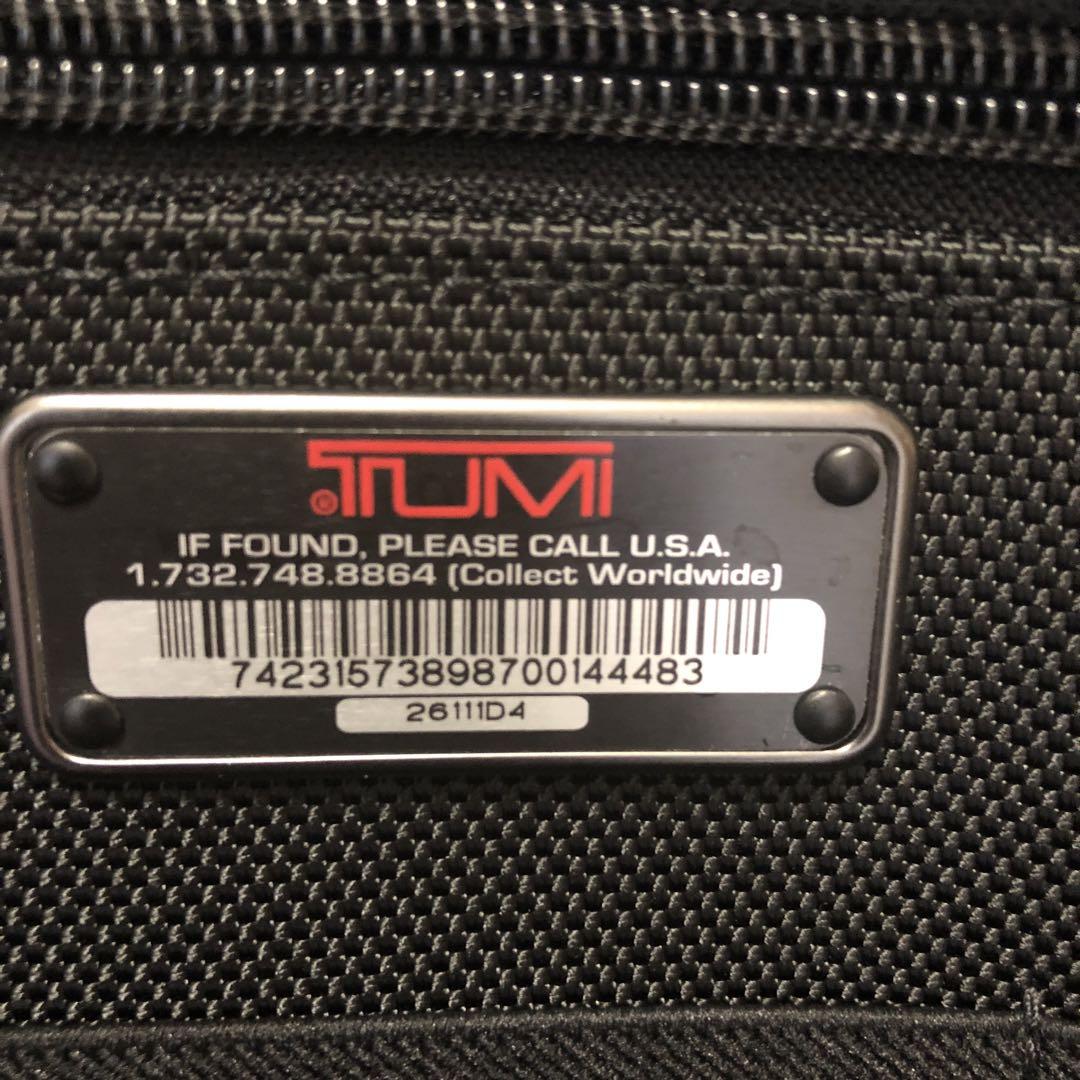 TUMI®
IF FOUND, PLEASE CALL U.S.A.
1.732.748.8864 (Collect Worldwide)
74231573898700144483
26111D4